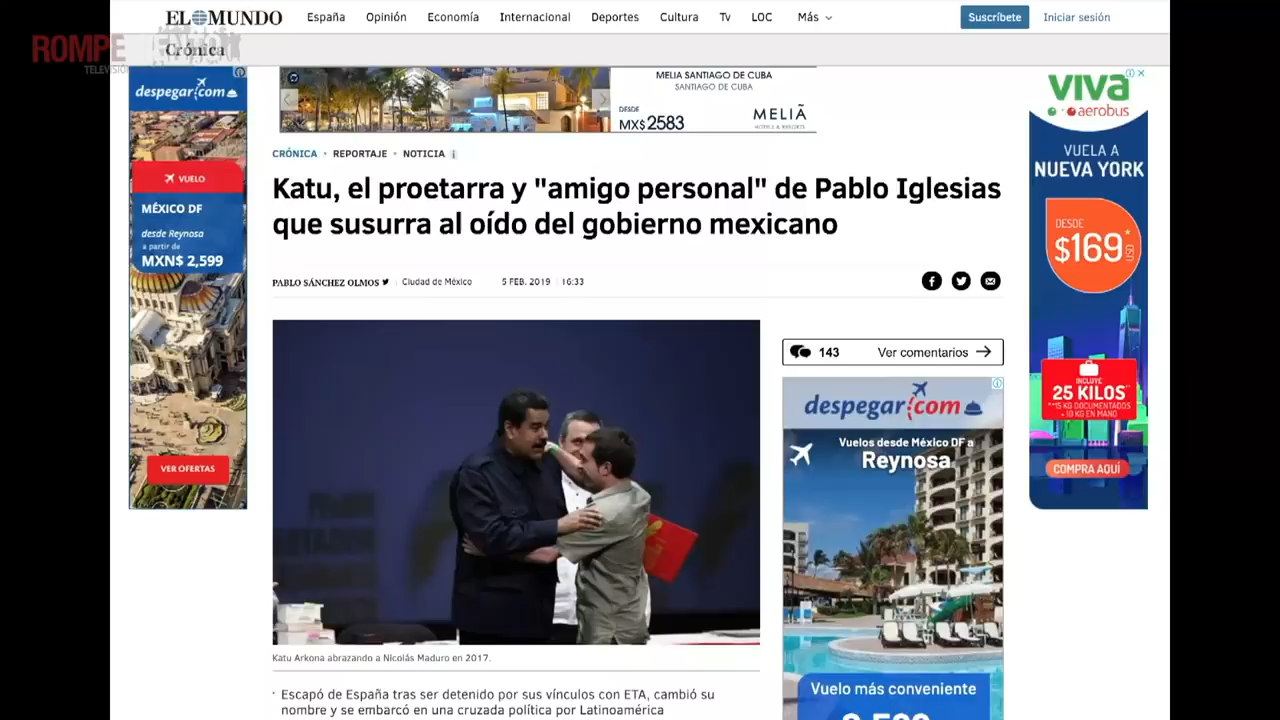 EL MUNDO
España
Opinión
Economía
Internacional
Deportes
Cultura
Tv
LOC
Más
Suscríbete
Iniciar sesión
ROMPE
TELEVISIÓN
Crónica
despegar.com
VUELO
MÉXICO DF
desde Reynosa
a partir de
MXN$ 2,599
VER OFERTAS
MELIA SANTIAGO DE CUBA
SANTIAGO DE CUBA
DESDE
MX$2583
MELIÃ
HOTELS & RESORTS
viva
aerobus
VUELA A
NUEVA YORK
DESDE
$169*
USD
INCLUYE
25 KILOS**
COMPRA AQUÍ
CRÓNICA • REPORTAJE • NOTICIA
Katu, el proetarra y "amigo personal" de Pablo Iglesias
que susurra al oído del gobierno mexicano
PABLO SÁNCHEZ OLMOS
Ciudad de México
5 FEB. 2019
16:33
143
Ver comentarios
despegar.com
Vuelos desde México DF a
Reynosa
Vuelo más conveniente
Katu Arkona abrazando a Nicolás Maduro en 2017.
Escapó de España tras ser detenido por sus vínculos con ETA, cambió su
nombre y se embarcó en una cruzada política por Latinoamérica